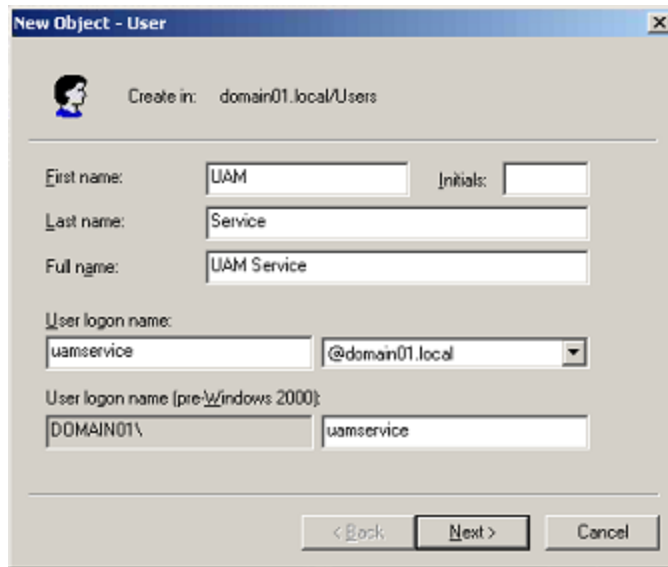 New Object - User
Create in: domain01.local/Users
First name: UAM Initials:
Last name: Service
Full name: UAM Service
User logon name:
uamservice @domain01.local
User logon name (pre-Windows 2000):
DOMAIN01\ uamservice
< Back Next > Cancel